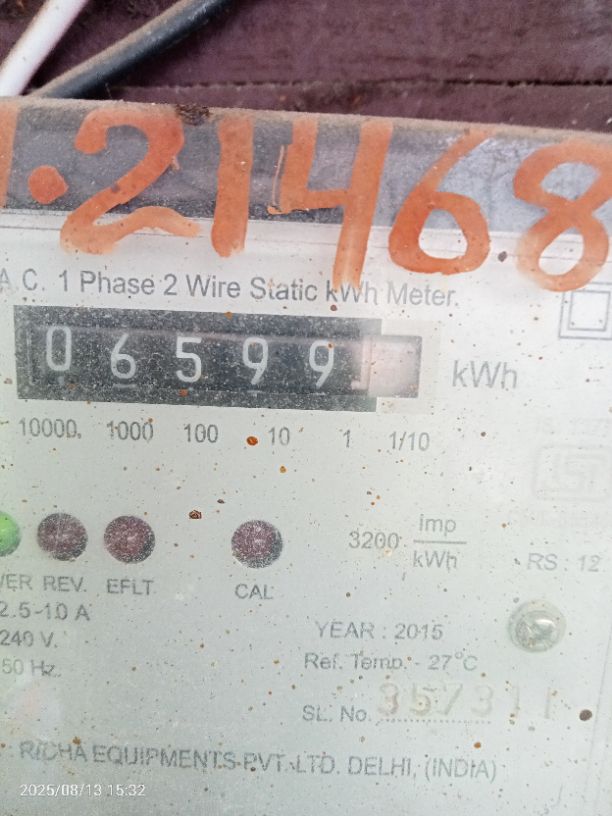 .21468
A.C. 1 Phase 2 Wire Static kWh Meter.
06599 kWh
10000 1000 100 10 1 1/10
3200 imp/kWh
RS : 12
REV. EFLT CAL
2.5-10 A
240 V.
50 Hz.
YEAR : 2015
Ref. Temp. - 27°C
SL. No. 357311
RICHA EQUIPMENTS PVT. LTD. DELHI, (INDIA)
2025/08/13 15:32